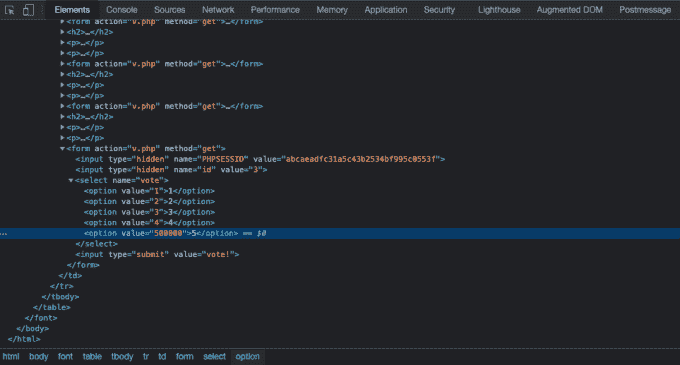 Elements Console Sources Network Performance Memory Application Security Lighthouse Augmented DOM Postmessage
<form action="v.php" method="get">…</form>
<h2>…</h2>
<p>…</p>
<p>…</p>
<form action="v.php" method="get">…</form>
<h2>…</h2>
<p>…</p>
<p>…</p>
<form action="v.php" method="get">…</form>
<h2>…</h2>
<p>…</p>
<p>…</p>
<form action="v.php" method="get">
<input type="hidden" name="PHPSESSID" value="abcaeadfc31a5c43b2534bf995c0553f">
<input type="hidden" name="id" value="3">
<select name="vote">
<option value="1">1</option>
<option value="2">2</option>
<option value="3">3</option>
<option value="4">4</option>
… <option value="500000">5</option> == $0
</select>
<input type="submit" value="vote!">
</form>
</td>
</tr>
</tbody>
</table>
</font>
</body>
</html>
html body font table tbody tr td form select option